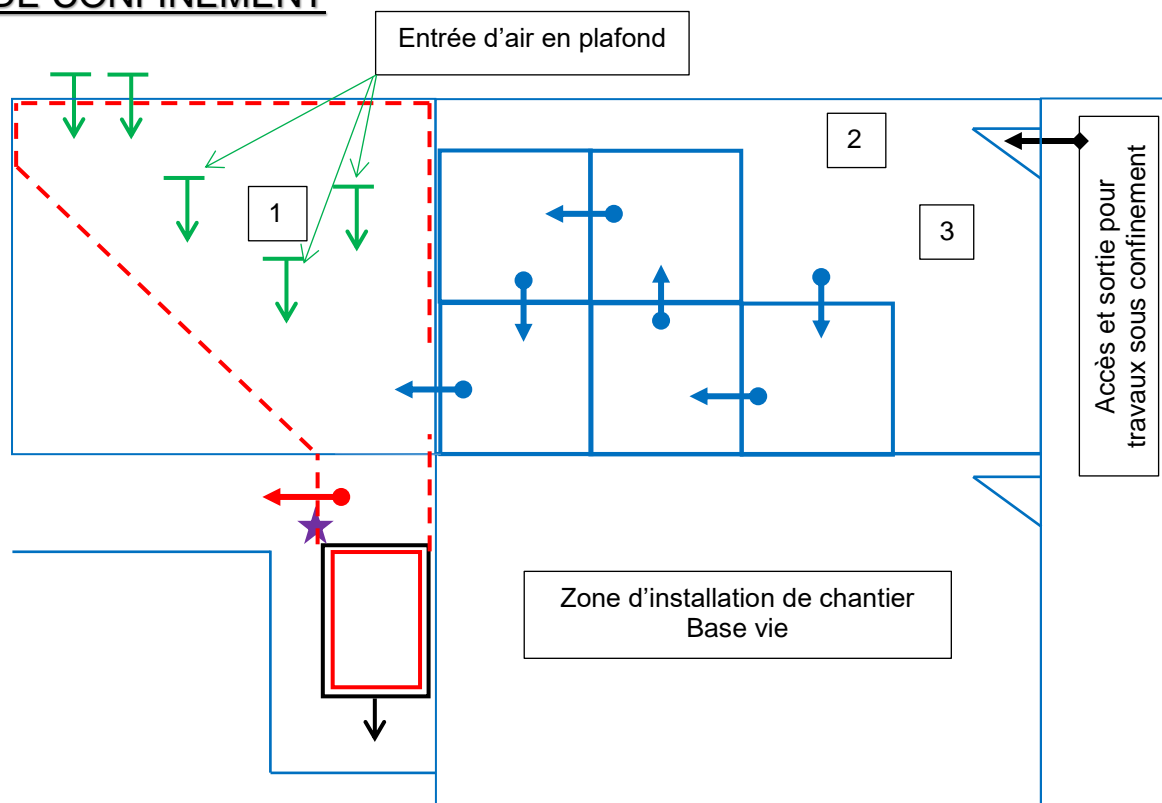 DE CONFINEMENT
Entrée d’air en plafond
2
1
3
Accès et sortie pour
travaux sous confinement
Zone d’installation de chantier
Base vie